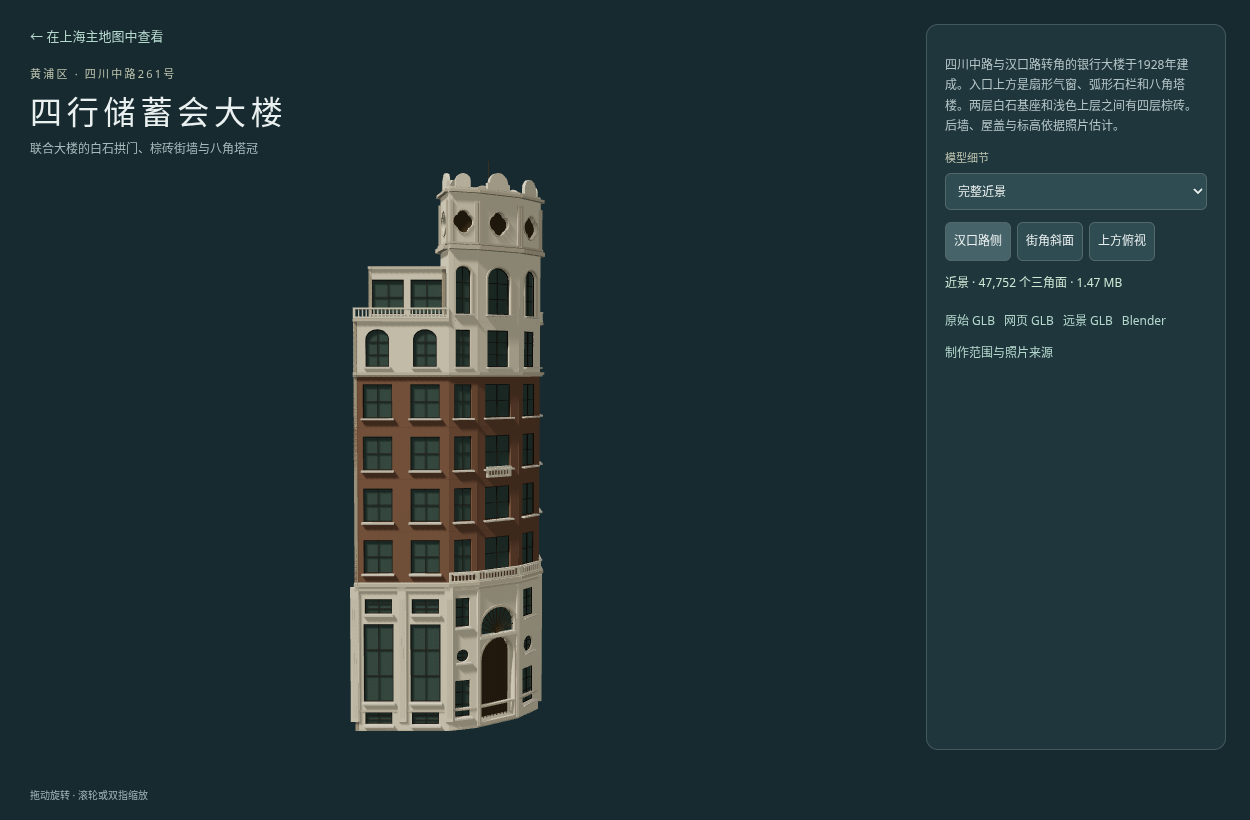 ← 在上海主地图中查看
黄浦区 · 四川中路261号
四行储蓄会大楼
联合大楼的白石拱门、棕砖街墙与八角塔冠
四川中路与汉口路转角的银行大楼于1928年建
成。入口上方是扇形气窗、弧形石栏和八角塔
楼。两层白石基座和浅色上层之间有四层棕砖。
后墙、屋盖与标高依据照片估计。
模型细节
完整近景
汉口路侧 街角斜面 上方俯视
近景 · 47,752 个三角面 · 1.47 MB
原始 GLB 网页 GLB 远景 GLB Blender
制作范围与照片来源
拖动旋转 · 滚轮或双指缩放